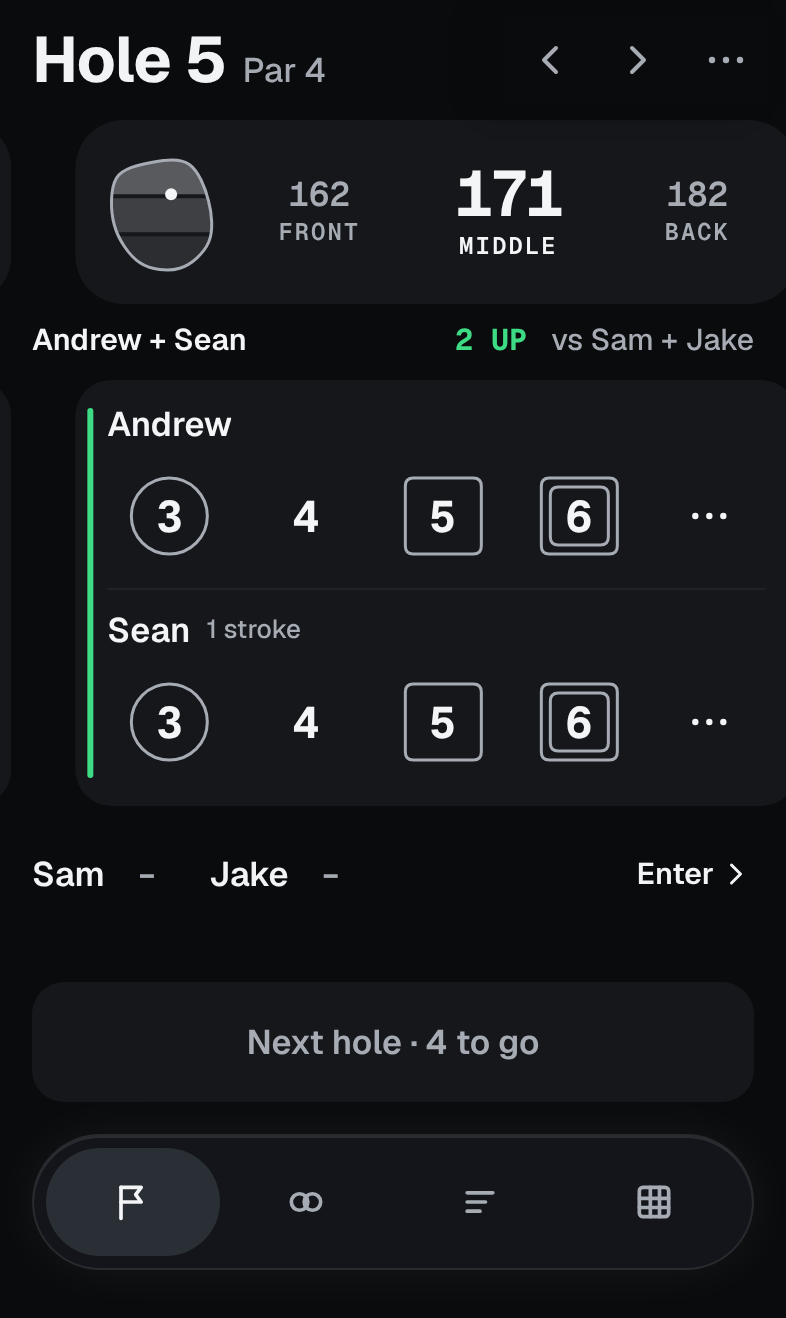 Hole 5 Par 4
162 171 182
FRONT MIDDLE BACK
Andrew + Sean 2 UP vs Sam + Jake
Andrew
3 4 5 6 ···
Sean 1 stroke
3 4 5 6 ···
Sam – Jake – Enter >
Next hole · 4 to go